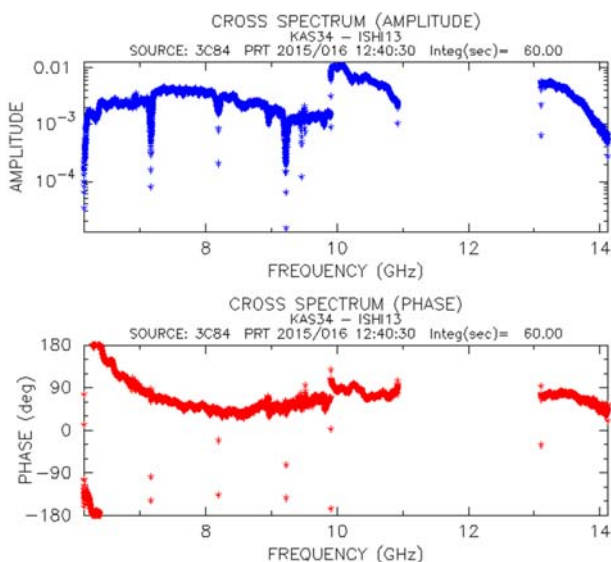 CROSS SPECTRUM (AMPLITUDE)
KAS34 - ISHI13
SOURCE: 3C84 PRT 2015/016 12:40:30 Integ(sec)= 60.00
0.01
10⁻³
10⁻⁴
AMPLITUDE
8 10 12 14
FREQUENCY (GHz)
CROSS SPECTRUM (PHASE)
KAS34 - ISHI13
SOURCE: 3C84 PRT 2015/016 12:40:30 Integ(sec)= 60.00
180
90
0
-90
-180
PHASE (deg)
8 10 12 14
FREQUENCY (GHz)